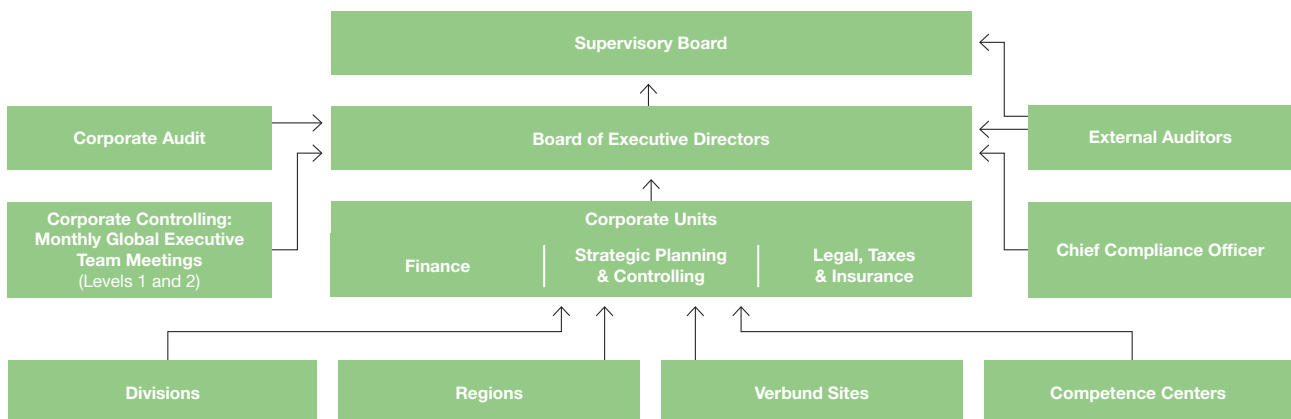 Supervisory Board
Corporate Audit
Board of Executive Directors
External Auditors
Corporate Controlling:
Monthly Global Executive
Team Meetings
(Levels 1 and 2)
Corporate Units
Finance
Strategic Planning
& Controlling
Legal, Taxes
& Insurance
Chief Compliance Officer
Divisions
Regions
Verbund Sites
Competence Centers